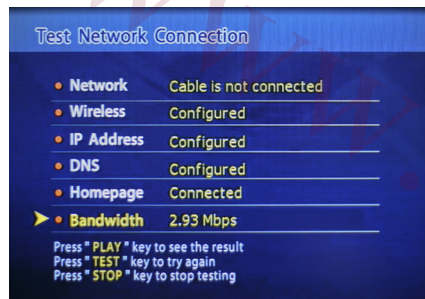 Test Network Connection
Network Cable is not connected
Wireless Configured
IP Address Configured
DNS Configured
Homepage Connected
Bandwidth 2.93 Mbps
Press " PLAY " key to see the result
Press " TEST " key to try again
Press " STOP " key to stop testing